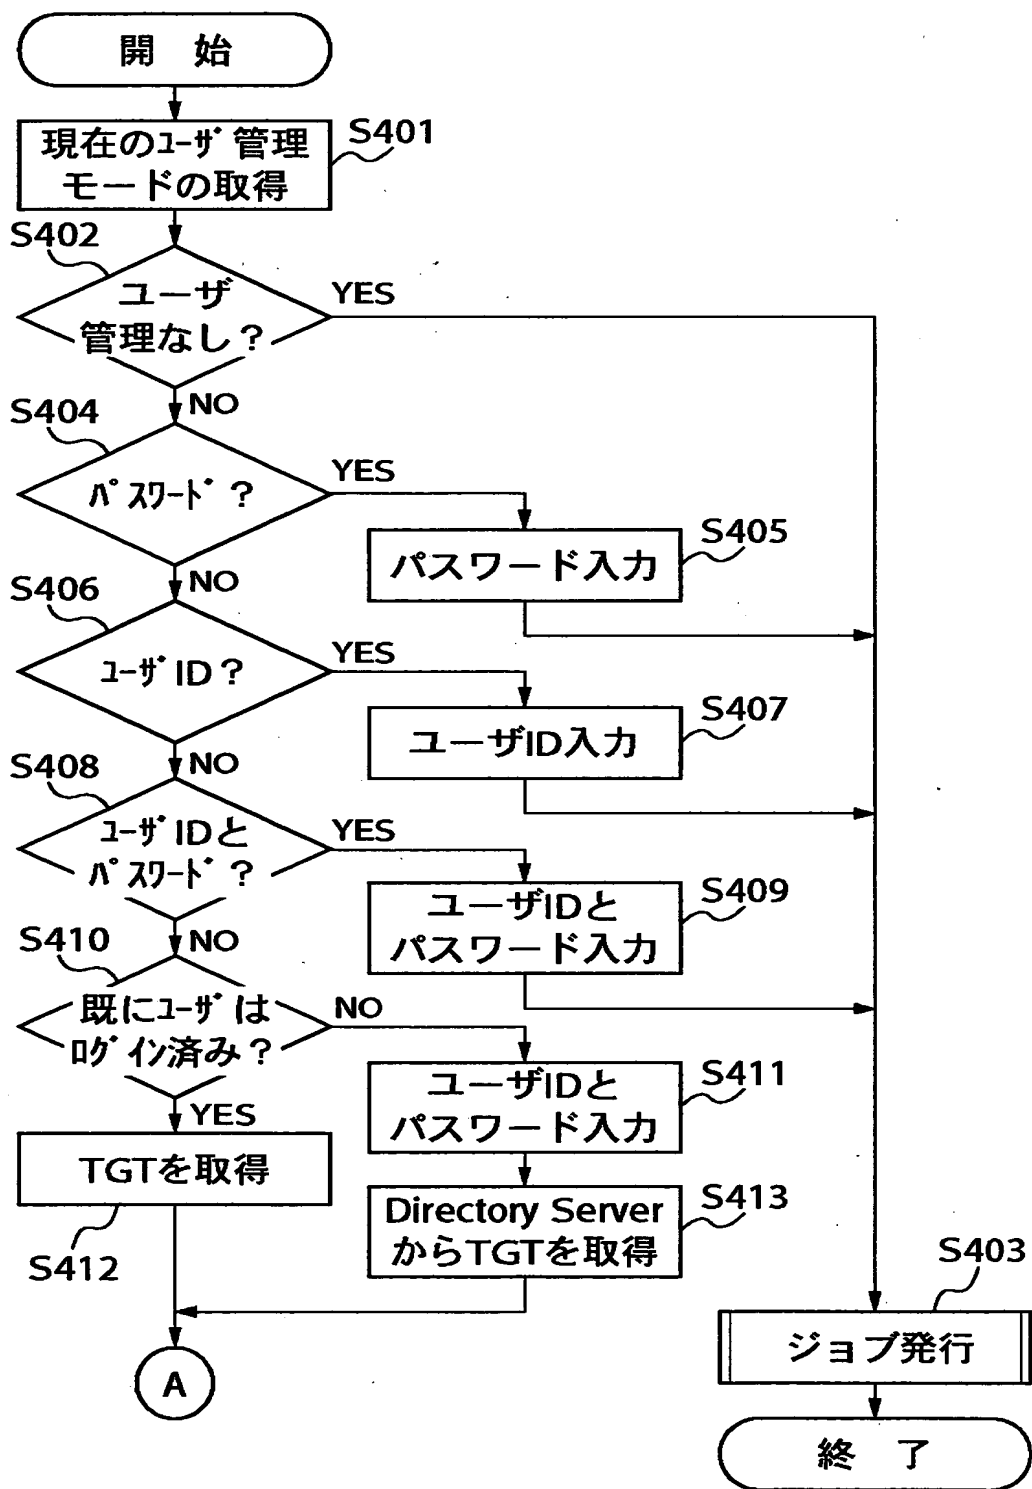 開 始
現在のﾕｰｻﾞ管理
モードの取得
S401
S402
ユーザ
管理なし？
YES
NO
S404
ﾊﾟｽﾜｰﾄﾞ？
YES
パスワード入力
S405
NO
S406
ﾕｰｻﾞID？
YES
ユーザID入力
S407
NO
S408
ﾕｰｻﾞIDと
ﾊﾟｽﾜｰﾄﾞ？
YES
ユーザIDと
パスワード入力
S409
NO
S410
既にﾕｰｻﾞは
ﾛｸﾞｲﾝ済み？
NO
ユーザIDと
パスワード入力
S411
YES
TGTを取得
S412
Directory Server
からTGTを取得
S413
A
S403
ジョブ発行
終 了